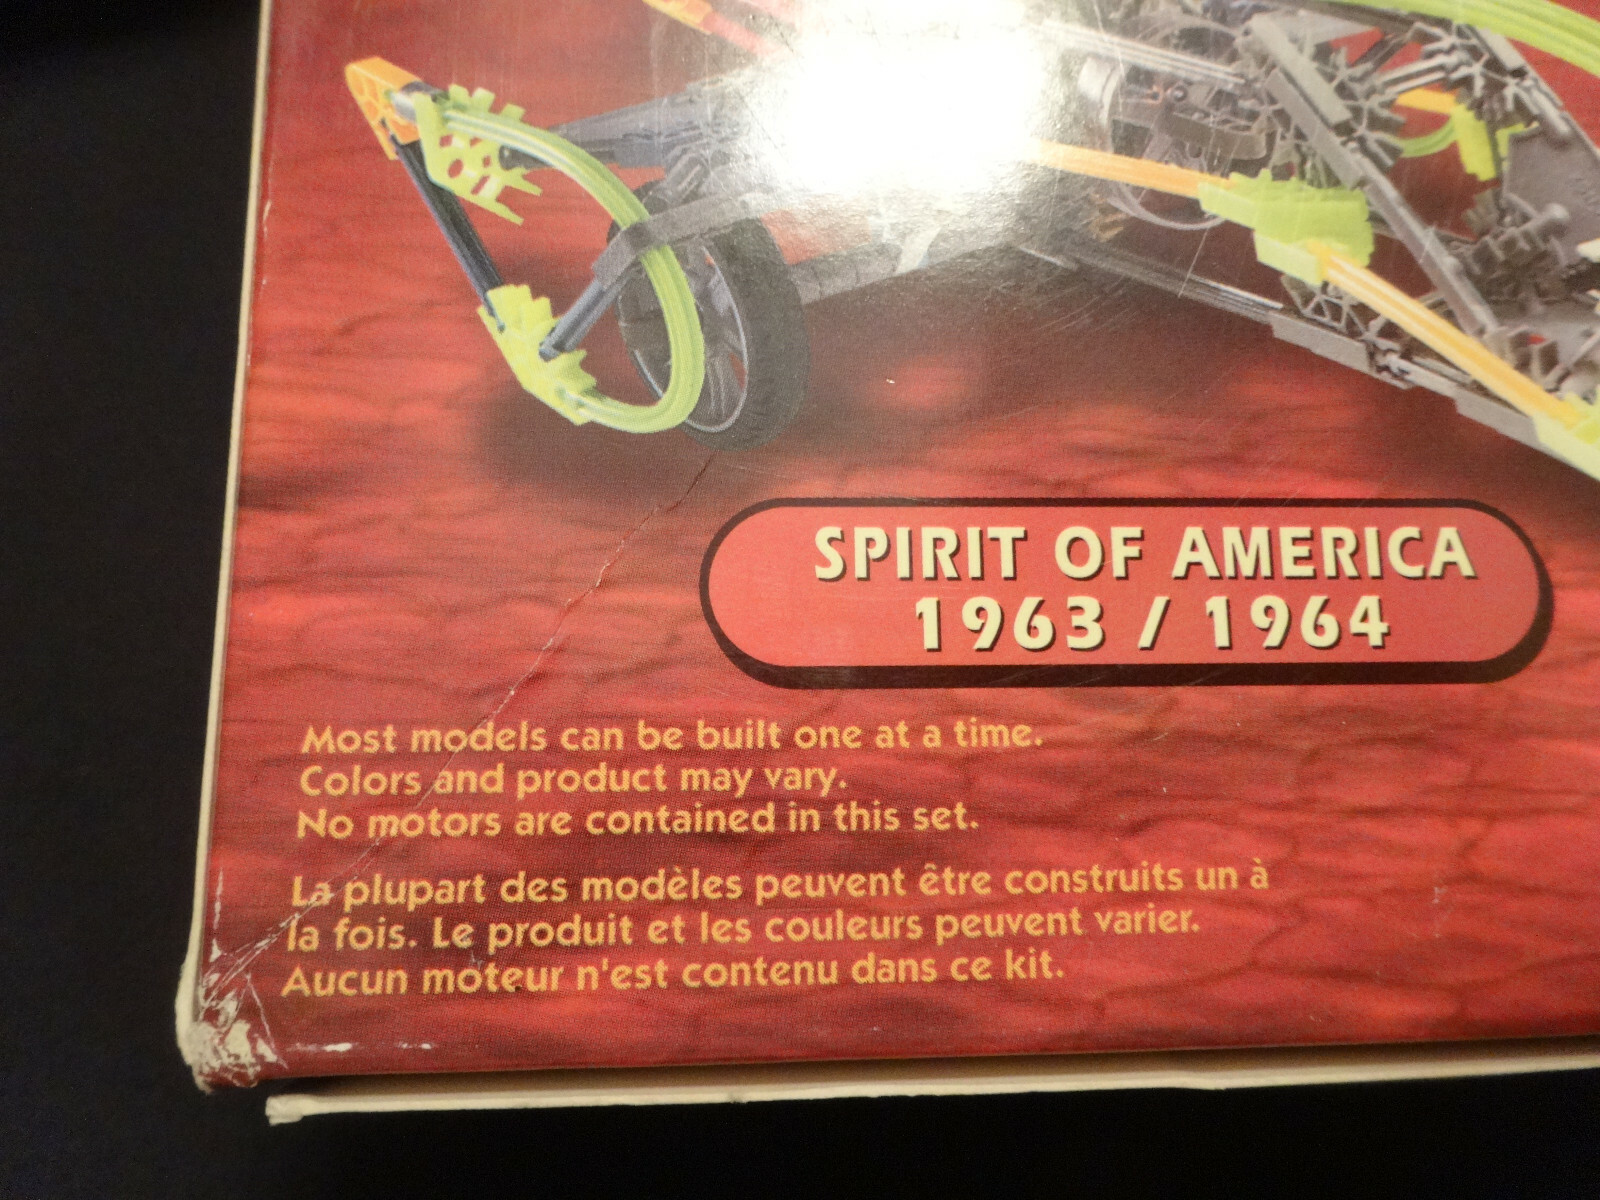 SPIRIT OF AMERICA
1963 / 1964
Most models can be built one at a time.
Colors and product may vary.
No motors are contained in this set.
La plupart des modèles peuvent être construits un à
la fois. Le produit et les couleurs peuvent varier.
Aucun moteur n'est contenu dans ce kit.